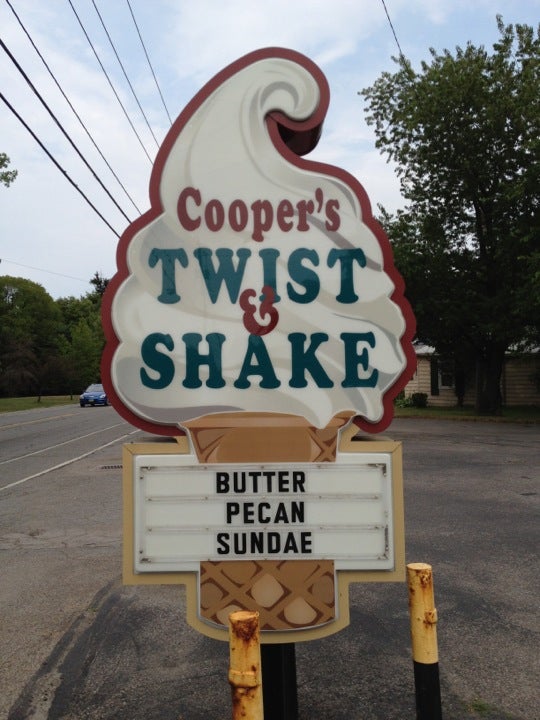 Cooper's
TWIST
&
SHAKE
BUTTER
PECAN
SUNDAE